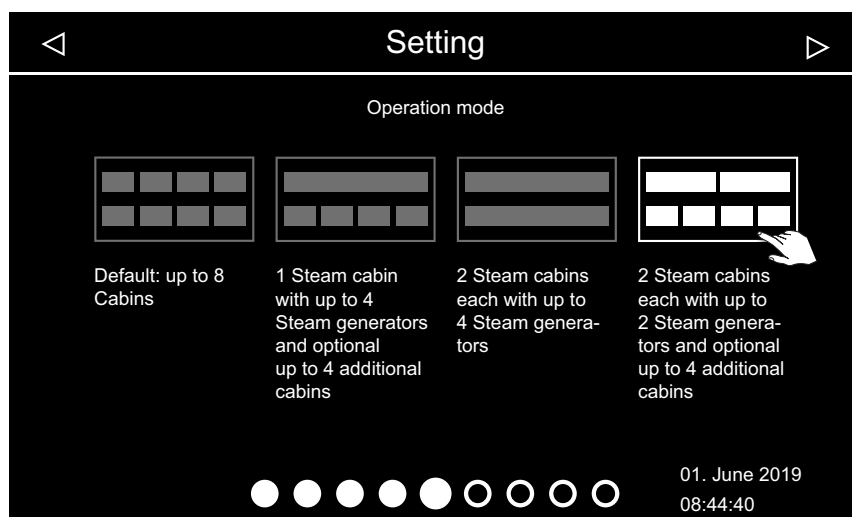 Setting
Operation mode
Default: up to 8
Cabins
1 Steam cabin
with up to 4
Steam generators
and optional
up to 4 additional
cabins
2 Steam cabins
each with up to
4 Steam genera-
tors
2 Steam cabins
each with up to
2 Steam genera-
tors and optional
up to 4 additional
cabins
01. June 2019
08:44:40